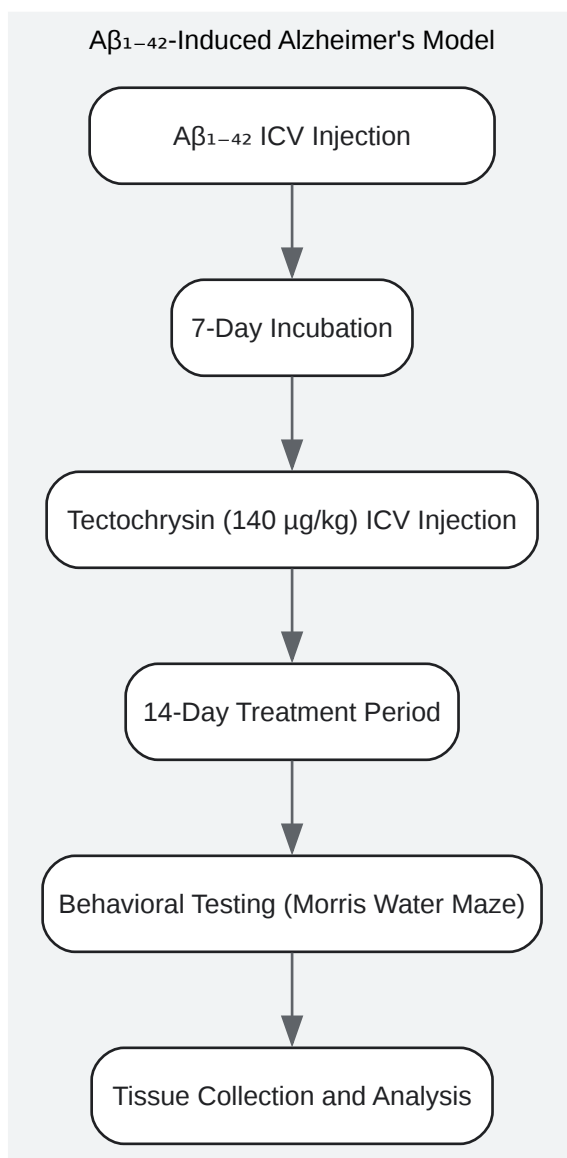 Aβ₁₋₄₂-Induced Alzheimer's Model
Aβ₁₋₄₂ ICV Injection
7-Day Incubation
Tectochrysin (140 µg/kg) ICV Injection
14-Day Treatment Period
Behavioral Testing (Morris Water Maze)
Tissue Collection and Analysis